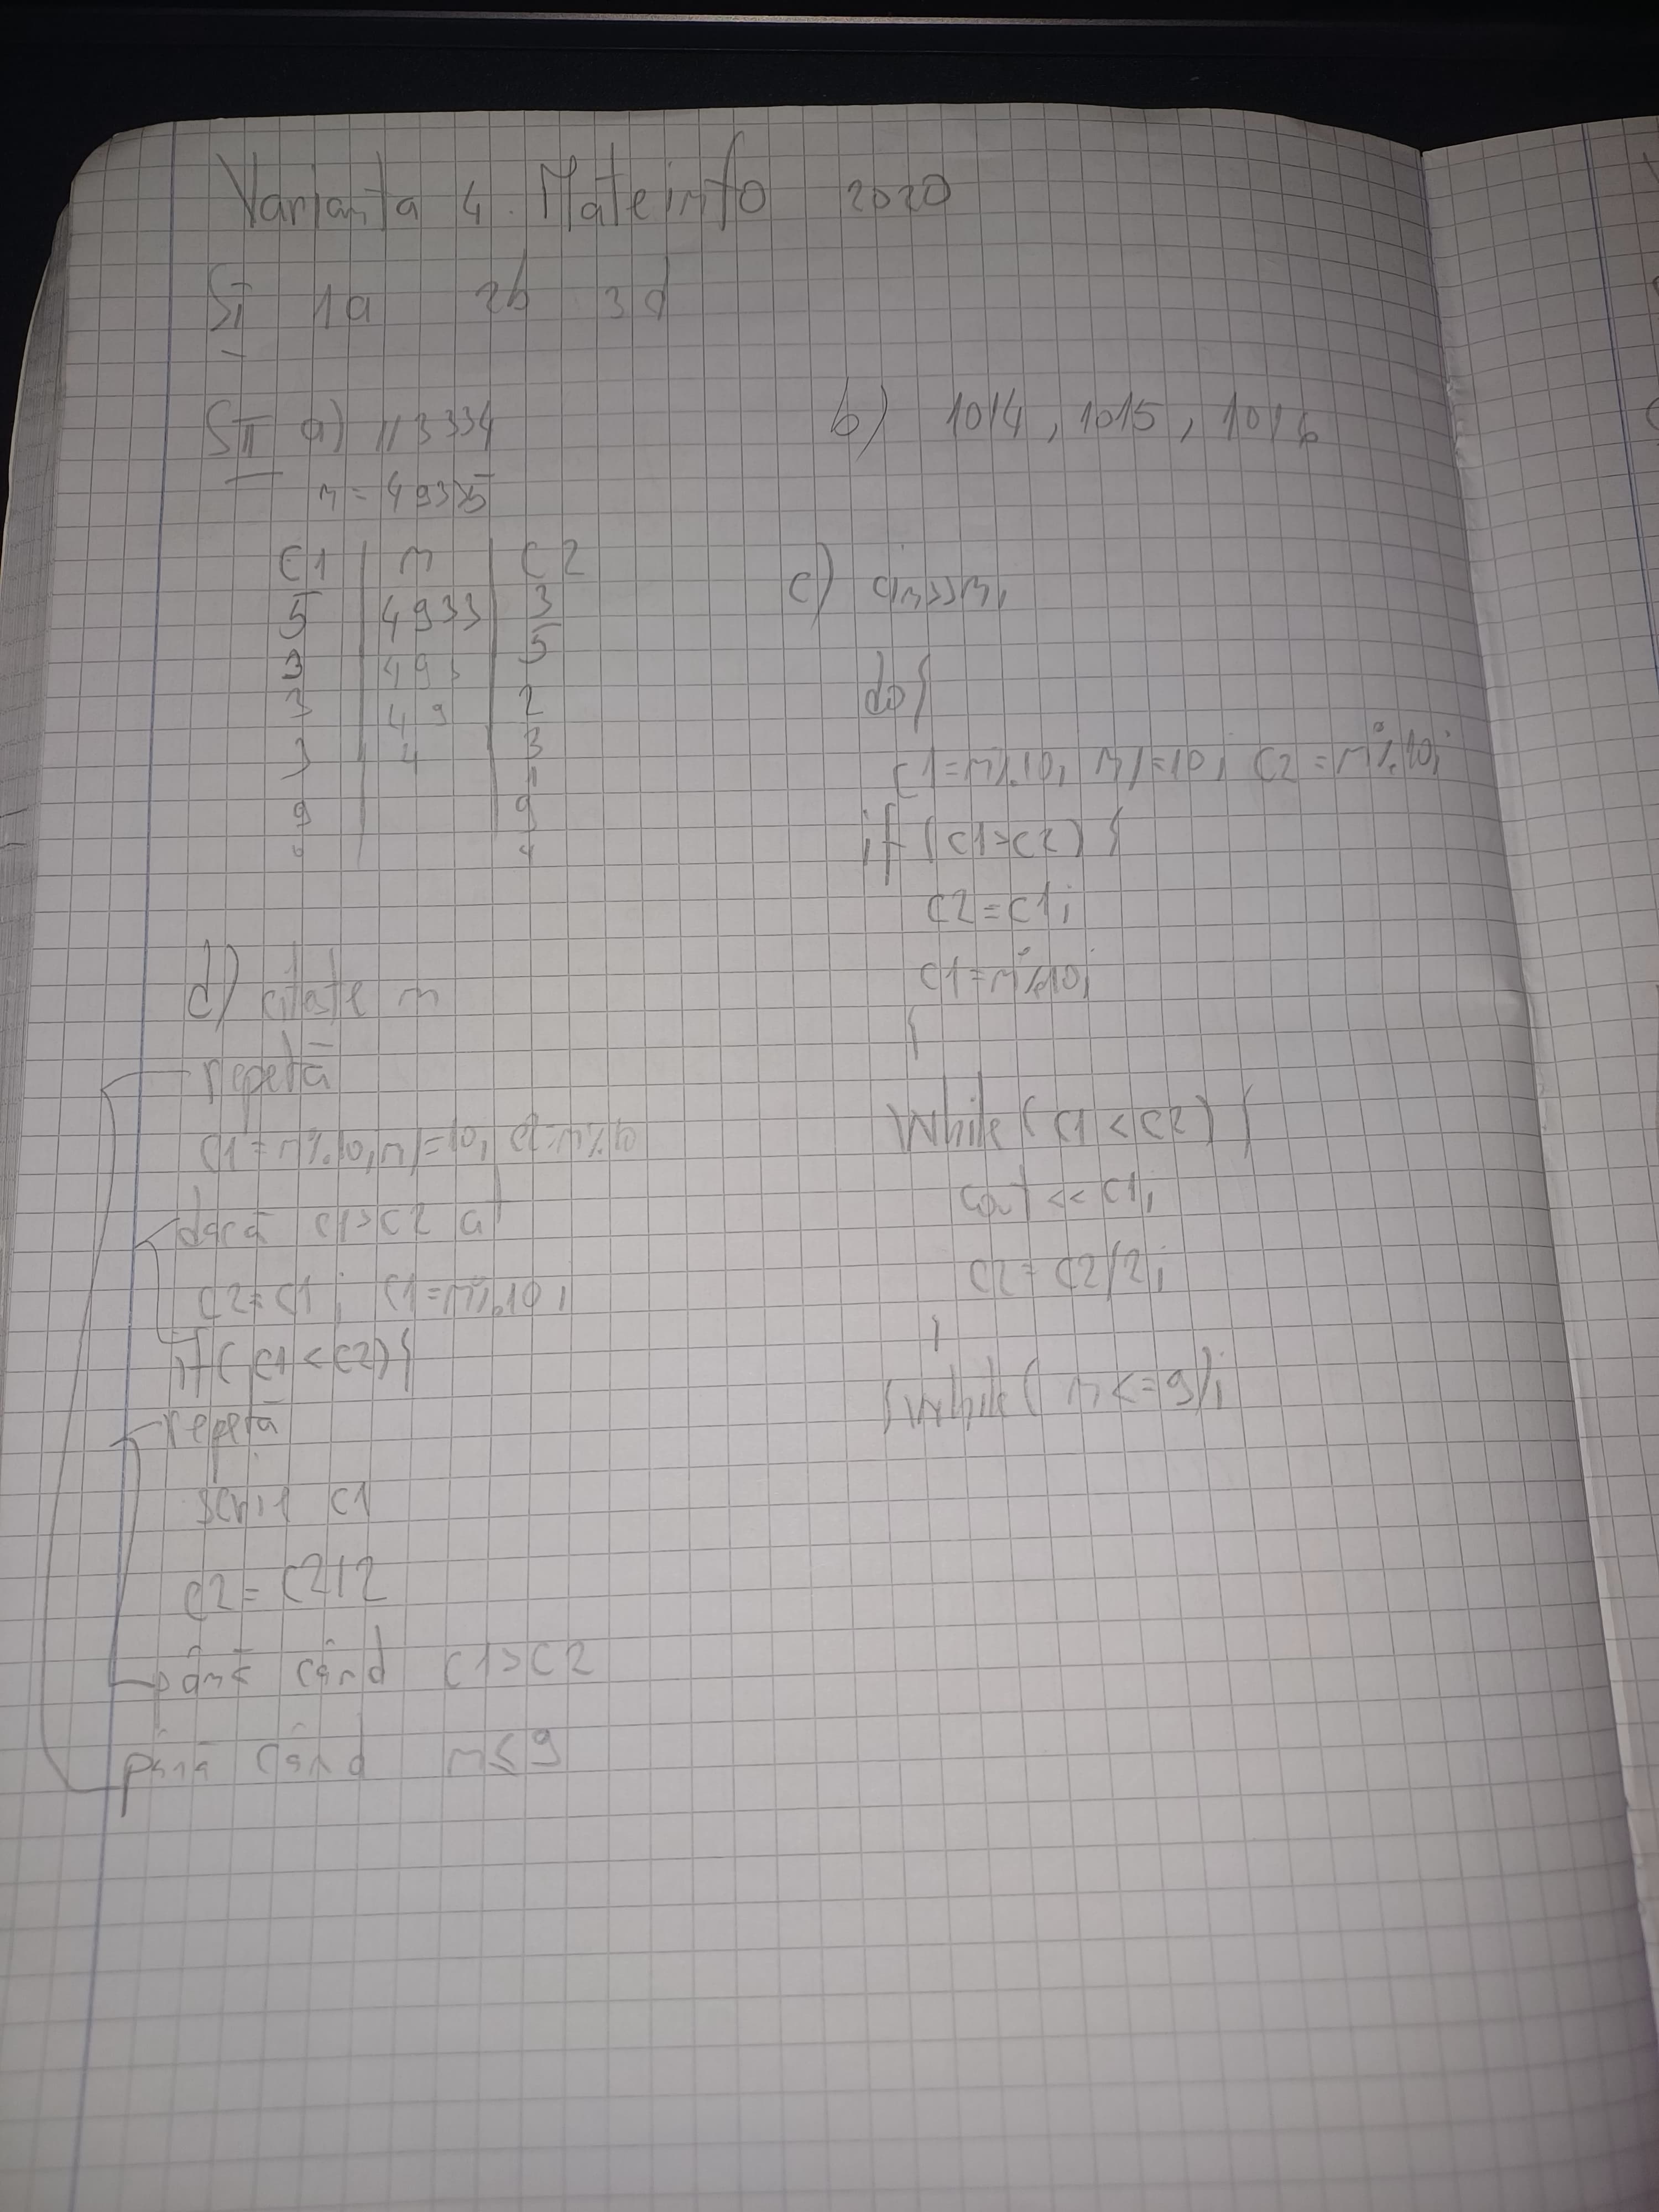 Varianta 4. Mateinfo 2020
SI 1a 2b 3d
SII a) 113334
n = 49335
C1 | n | C2
5 | 4933 | 3
5
3 | 493
3 | 49 | 2
3 | 4 | 3
1
9 | 9
4
b) 1014, 1015, 1016
c) cin>>n;
do{
c1=n%10; n/=10; c2=n%10;
if (c1>c2) {
c2=c1;
c1=n%10;
}
while (c1<c2) {
cout<<c1;
c2=c2/2;
}
}while( n>=9);
d) citeste n
repetă
c1=n%10; n/=10; c2=n%10
dacă c1>c2 at
c2=c1; c1=n%10;
if(c1<c2){
repetă
scrie c1
c2=c2/2
până când c1>c2
până când n≤9